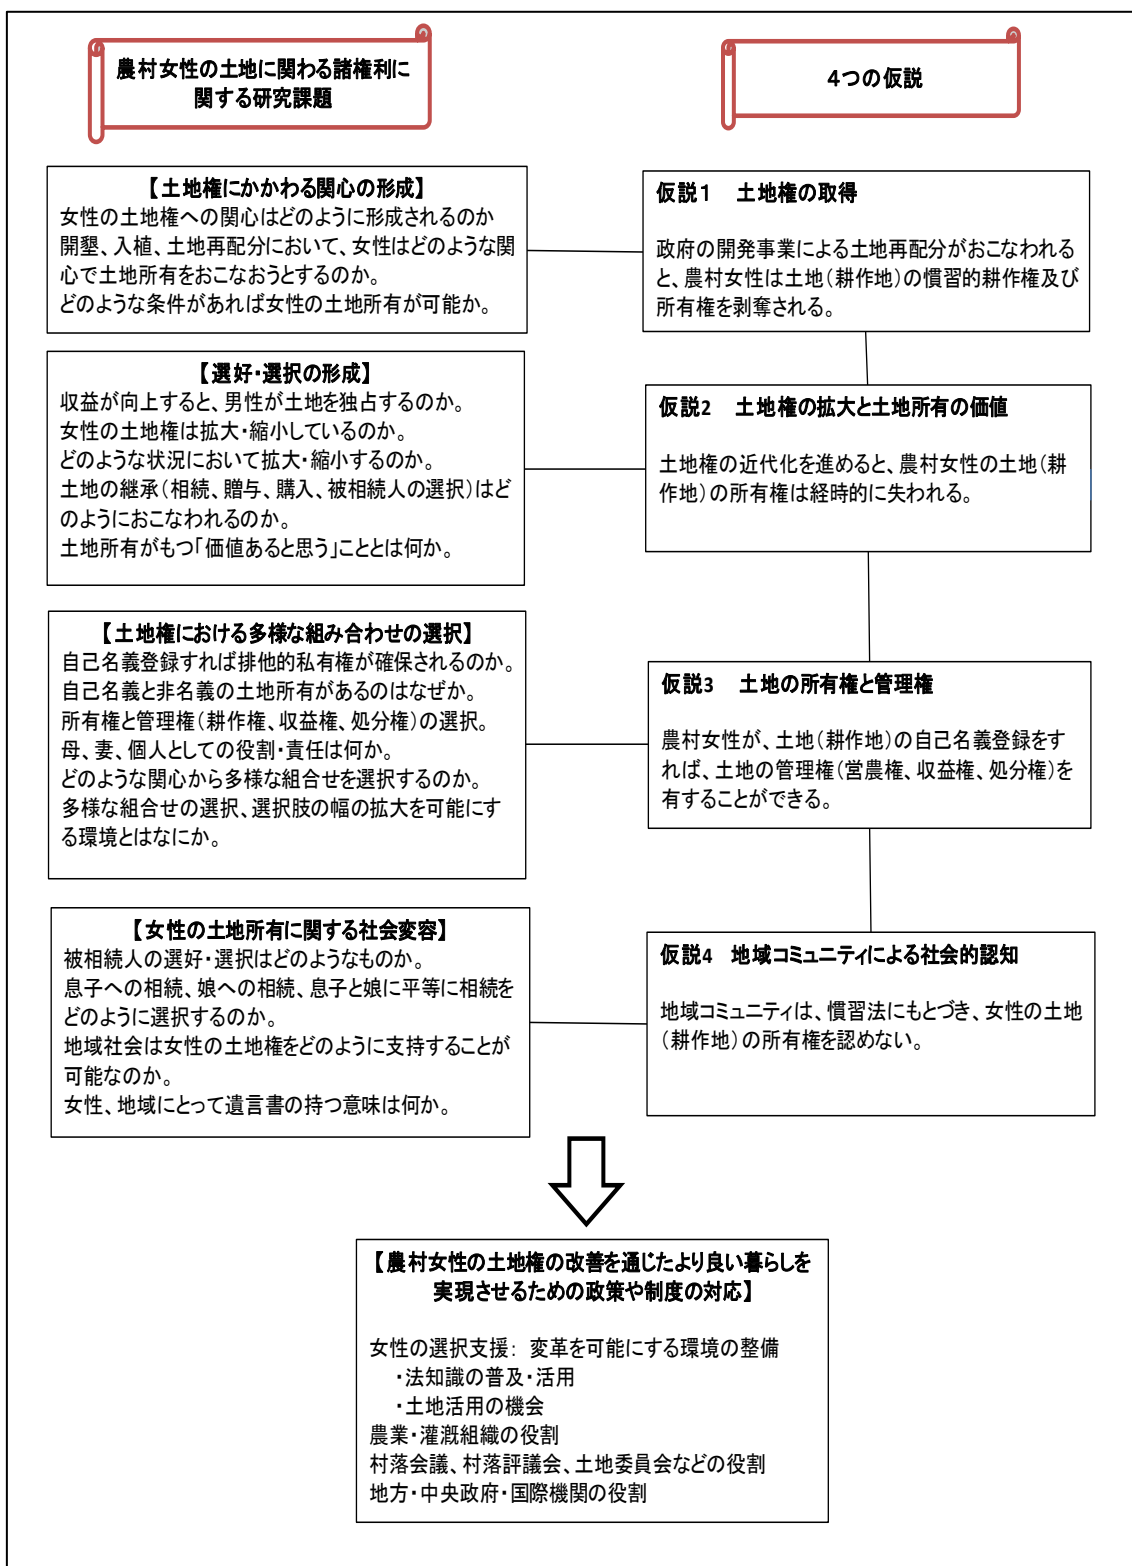 農村女性の土地に関わる諸権利に
関する研究課題
4つの仮説
【土地権にかかわる関心の形成】
女性の土地権への関心はどのように形成されるのか
開墾、入植、土地再配分において、女性はどのような関
心で土地所有をおこなおうとするのか。
どのような条件があれば女性の土地所有が可能か。
仮説1 土地権の取得
政府の開発事業による土地再配分がおこなわれる
と、農村女性は土地(耕作地)の慣習的耕作権及び
所有権を剥奪される。
【選好・選択の形成】
収益が向上すると、男性が土地を独占するのか。
女性の土地権は拡大・縮小しているのか。
どのような状況において拡大・縮小するのか。
土地の継承(相続、贈与、購入、被相続人の選択)はど
のようにおこなわれるのか。
土地所有がもつ「価値あると思う」こととは何か。
仮説2 土地権の拡大と土地所有の価値
土地権の近代化を進めると、農村女性の土地(耕
作地)の所有権は経時的に失われる。
【土地権における多様な組み合わせの選択】
自己名義登録すれば排他的私有権が確保されるのか。
自己名義と非名義の土地所有があるのはなぜか。
所有権と管理権(耕作権、収益権、処分権)の選択。
母、妻、個人としての役割・責任は何か。
どのような関心から多様な組合せを選択するのか。
多様な組合せの選択、選択肢の幅の拡大を可能にす
る環境とはなにか。
仮説3 土地の所有権と管理権
農村女性が、土地(耕作地)の自己名義登録をす
れば、土地の管理権(営農権、収益権、処分権)を
有することができる。
【女性の土地所有に関する社会変容】
被相続人の選好・選択はどのようなものか。
息子への相続、娘への相続、息子と娘に平等に相続を
どのように選択するのか。
地域社会は女性の土地権をどのように支持することが
可能なのか。
女性、地域にとって遺言書の持つ意味は何か。
仮説4 地域コミュニティによる社会的認知
地域コミュニティは、慣習法にもとづき、女性の土地
(耕作地)の所有権を認めない。
【農村女性の土地権の改善を通じたより良い暮らしを
実現させるための政策や制度の対応】
女性の選択支援: 変革を可能にする環境の整備
・法知識の普及・活用
・土地活用の機会
農業・灌漑組織の役割
村落会議、村落評議会、土地委員会などの役割
地方・中央政府・国際機関の役割